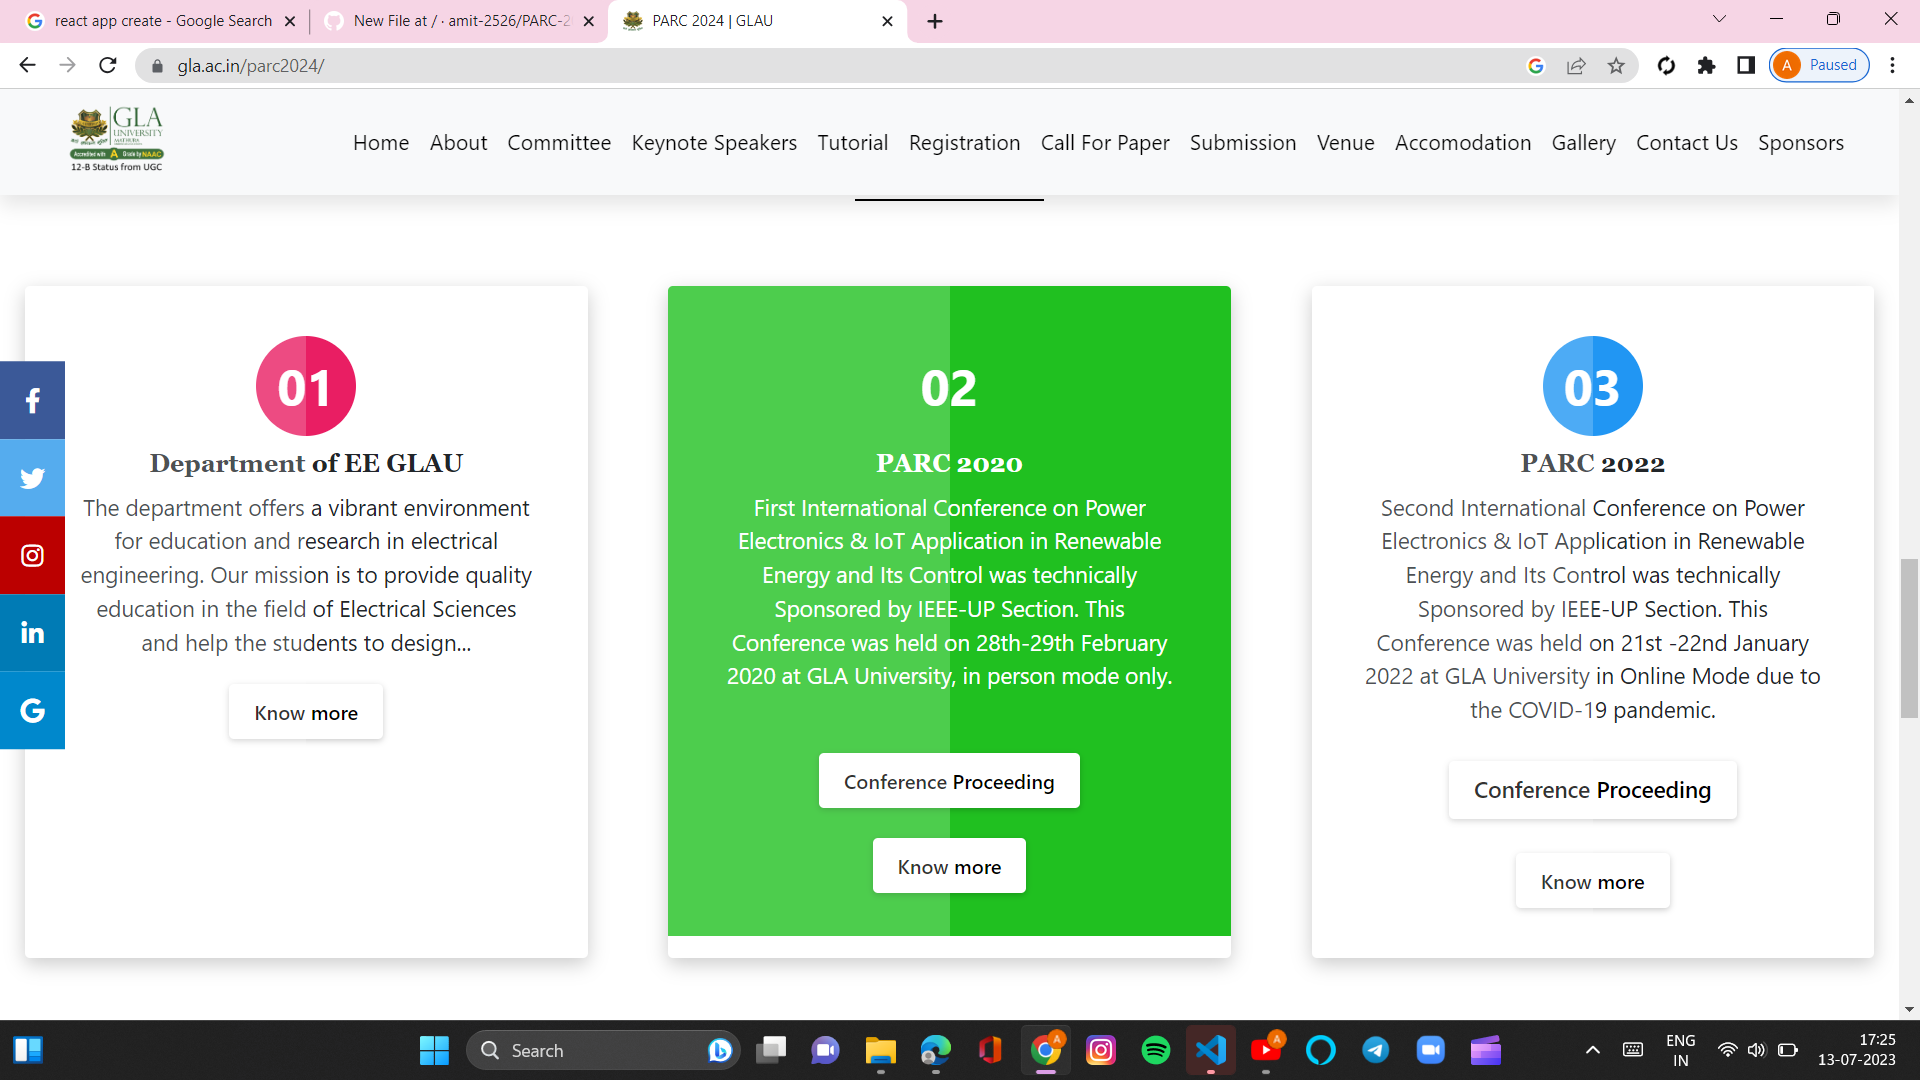 react app create - Google Search
New File at / · amit-2526/PARC-2
PARC 2024 | GLAU
gla.ac.in/parc2024/
A Paused
GLA
UNIVERSITY
Accredited with A Grade by NAAC
12-B Status from UGC
Home About Committee Keynote Speakers Tutorial Registration Call For Paper Submission Venue Accomodation Gallery Contact Us Sponsors
01
Department of EE GLAU
The department offers a vibrant environment
for education and research in electrical
engineering. Our mission is to provide quality
education in the field of Electrical Sciences
and help the students to design...
Know more
02
PARC 2020
First International Conference on Power
Electronics & IoT Application in Renewable
Energy and Its Control was technically
Sponsored by IEEE-UP Section. This
Conference was held on 28th-29th February
2020 at GLA University, in person mode only.
Conference Proceeding
Know more
03
PARC 2022
Second International Conference on Power
Electronics & IoT Application in Renewable
Energy and Its Control was technically
Sponsored by IEEE-UP Section. This
Conference was held on 21st -22nd January
2022 at GLA University in Online Mode due to
the COVID-19 pandemic.
Conference Proceeding
Know more
Search
A
A
ENG
IN
17:25
13-07-2023